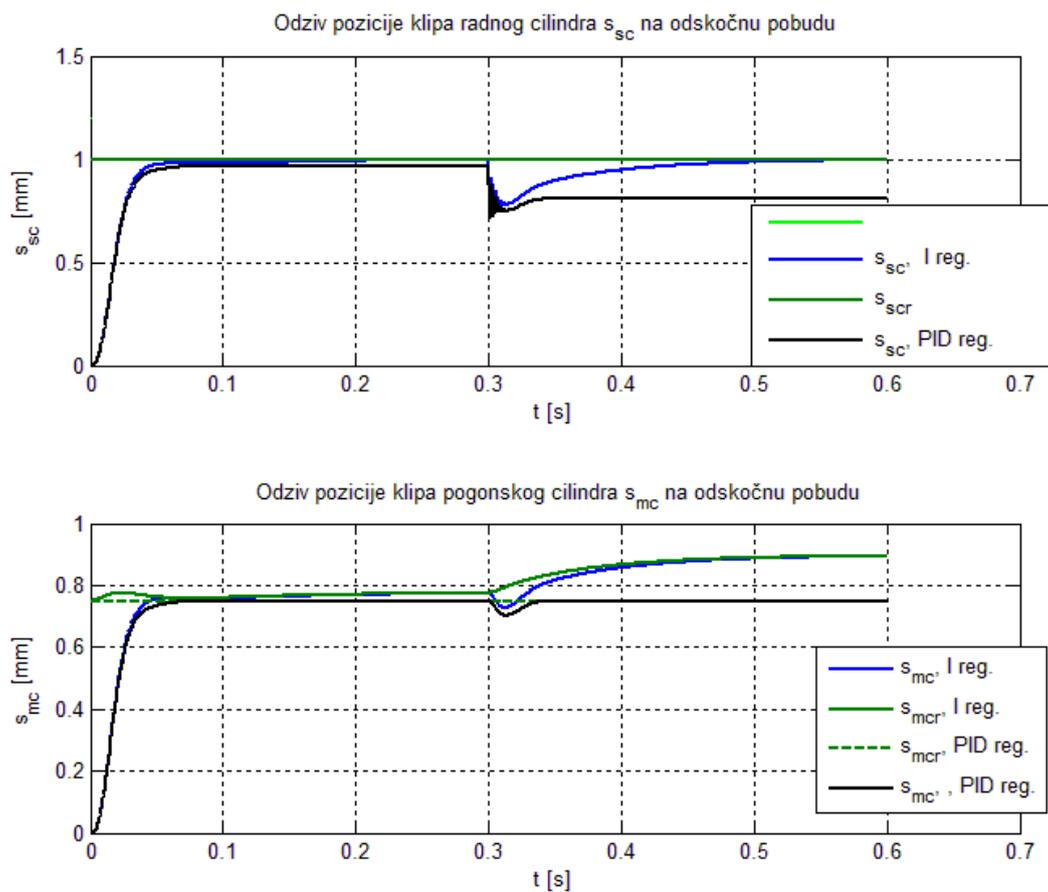 Odziv pozicije klipa radnog cilindra s_sc na odskočnu pobudu
1.5
1
0.5
0
s_sc [mm]
0 0.1 0.2 0.3 0.4 0.5 0.6 0.7
t [s]
s_sc, I reg.
s_scr
s_sc, PID reg.
Odziv pozicije klipa pogonskog cilindra s_mc na odskočnu pobudu
1
0.8
0.6
0.4
0.2
0
s_mc [mm]
0 0.1 0.2 0.3 0.4 0.5 0.6 0.7
t [s]
s_mc, I reg.
s_mcr, I reg.
s_mcr, PID reg.
s_mc, , PID reg.